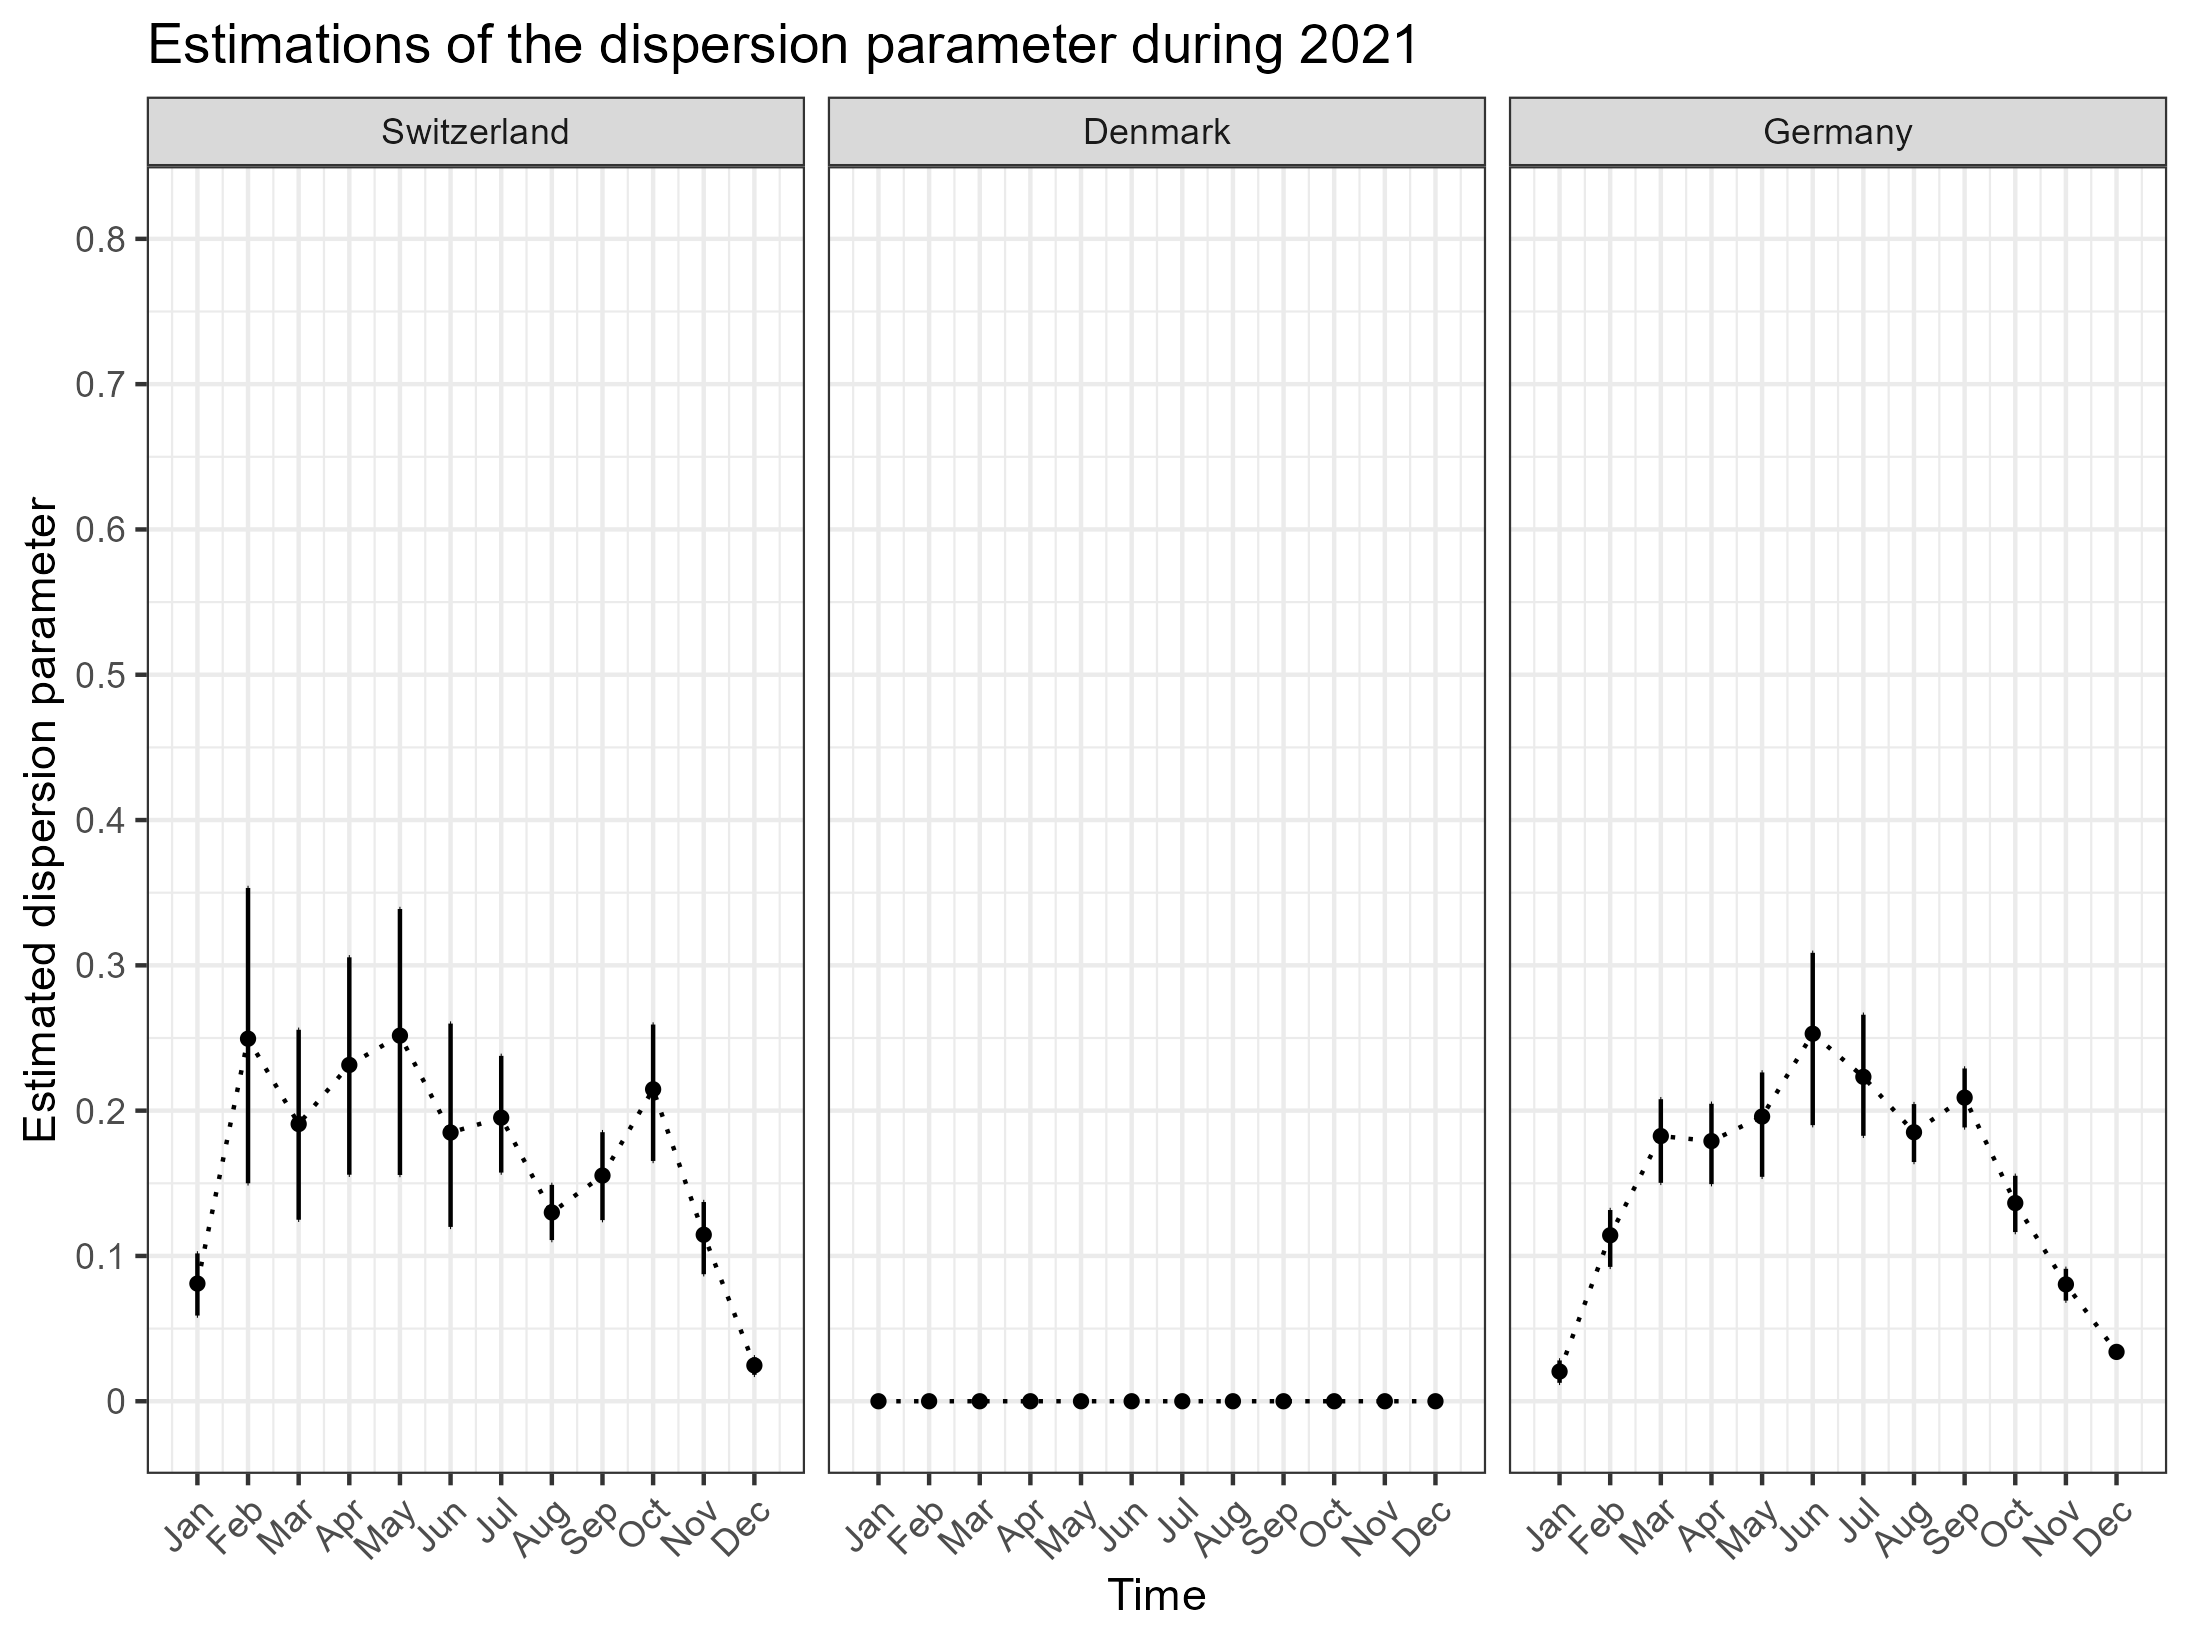 Estimations of the dispersion parameter during 2021
Switzerland
Denmark
Germany
Estimated dispersion parameter
0.8
0.7
0.6
0.5
0.4
0.3
0.2
0.1
0
Jan Feb Mar Apr May Jun Jul Aug Sep Oct Nov Dec
Jan Feb Mar Apr May Jun Jul Aug Sep Oct Nov Dec
Jan Feb Mar Apr May Jun Jul Aug Sep Oct Nov Dec
Time